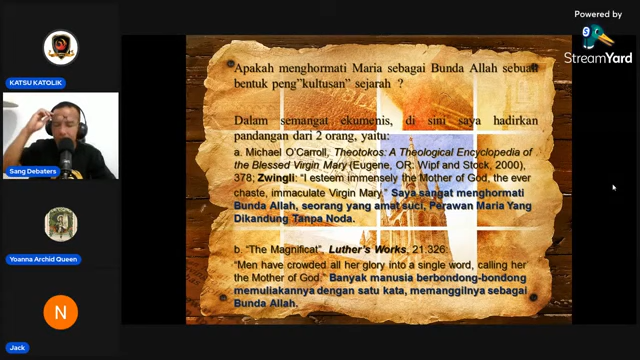 Powered by
StreamYard
KATSU KATOLIK
Sang Debaters
Yoanna Archid Queen
N
Jack
Apakah menghormati Maria sebagai Bunda Allah sebuah
bentuk peng"kultusan" sejarah ?
Dalam semangat ekumenis, di sini saya hadirkan
pandangan dari 2 orang, yaitu:
a. Michael O'Carroll, Theotokos: A Theological Encyclopedia of
the Blessed Virgin Mary (Eugene, OR: Wipf and Stock, 2000),
378; Zwingli: "I esteem immensely the Mother of God, the ever
chaste, immaculate Virgin Mary." Saya sangat menghormati
Bunda Allah, seorang yang amat suci, Perawan Maria Yang
Dikandung Tanpa Noda.
b. "The Magnificat", Luther's Works, 21:326:
"Men have crowded all her glory into a single word, calling her
the Mother of God." Banyak manusia berbondong-bondong
memuliakannya dengan satu kata, memanggilnya sebagai
Bunda Allah.